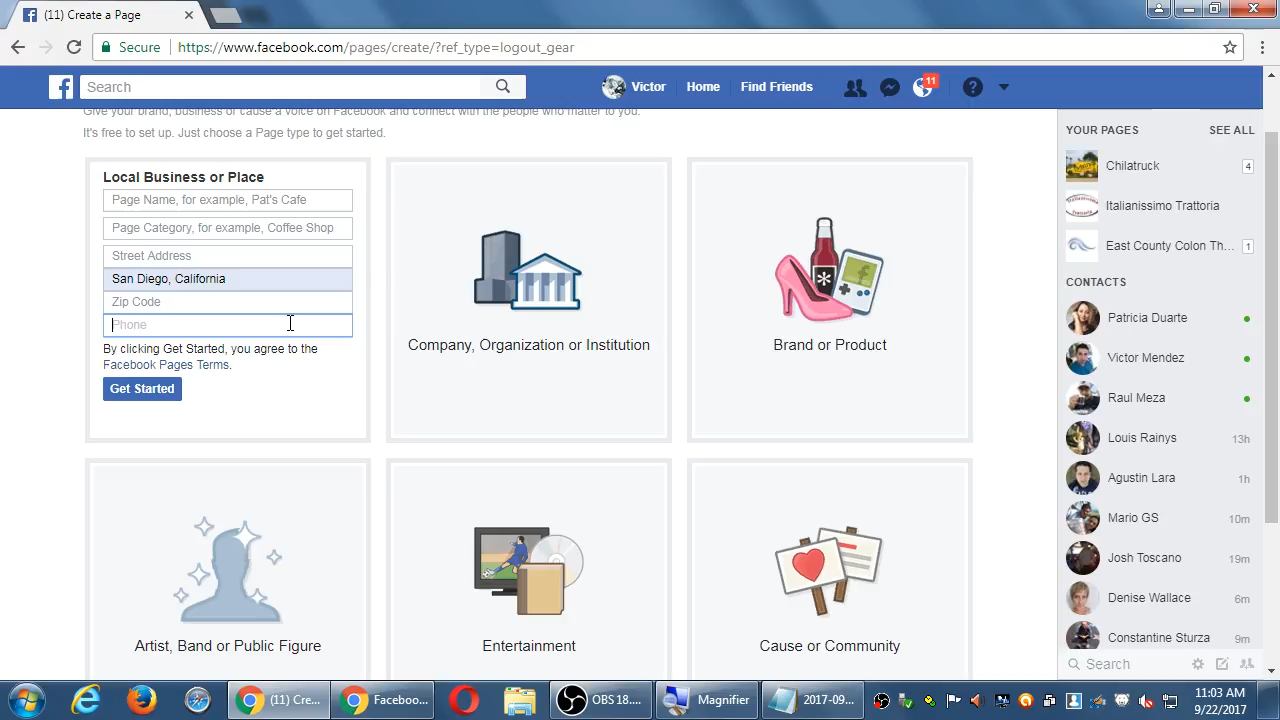 (11) Create a Page
Secure
https://www.facebook.com/pages/create/?ref_type=logout_gear
Search
Victor
Home
Find Friends
11
Give your brand, business or cause a voice on Facebook and connect with the people who matter to you.
It's free to set up. Just choose a Page type to get started.
Local Business or Place
Page Name, for example, Pat's Cafe
Page Category, for example, Coffee Shop
Street Address
San Diego, California
Zip Code
Phone
By clicking Get Started, you agree to the
Facebook Pages Terms.
Get Started
Company, Organization or Institution
Brand or Product
Artist, Band or Public Figure
Entertainment
Cause or Community
YOUR PAGES
SEE ALL
Chilatruck
4
Italianissimo Trattoria
East County Colon Th...
1
CONTACTS
Patricia Duarte
Victor Mendez
Raul Meza
Louis Rainys
13h
Agustin Lara
1h
Mario GS
10m
Josh Toscano
19m
Denise Wallace
6m
Constantine Sturza
9m
Search
(11) Cre...
Faceboo...
OBS 18....
Magnifier
2017-09...
11:03 AM
9/22/2017